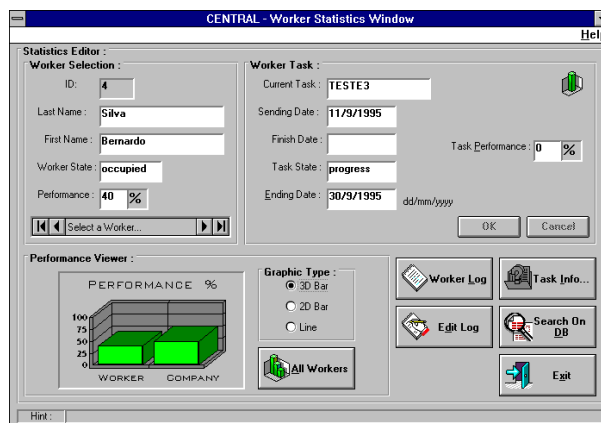 CENTRAL - Worker Statistics Window
Help
Statistics Editor :
Worker Selection :
ID: 4
Last Name : Silva
First Name : Bernardo
Worker State : occupied
Performance : 40 %
Select a Worker...
Worker Task :
Current Task : TESTE3
Sending Date : 11/9/1995
Finish Date :
Task State : progress
Ending Date : 30/9/1995 dd/mm/yyyy
Task Performance : 0 %
OK Cancel
Performance Viewer :
PERFORMANCE %
100
75
50
25
0
WORKER COMPANY
Graphic Type :
3D Bar
2D Bar
Line
All Workers
Worker Log
Task Info...
Edit Log
Search On
DB
Exit
Hint :